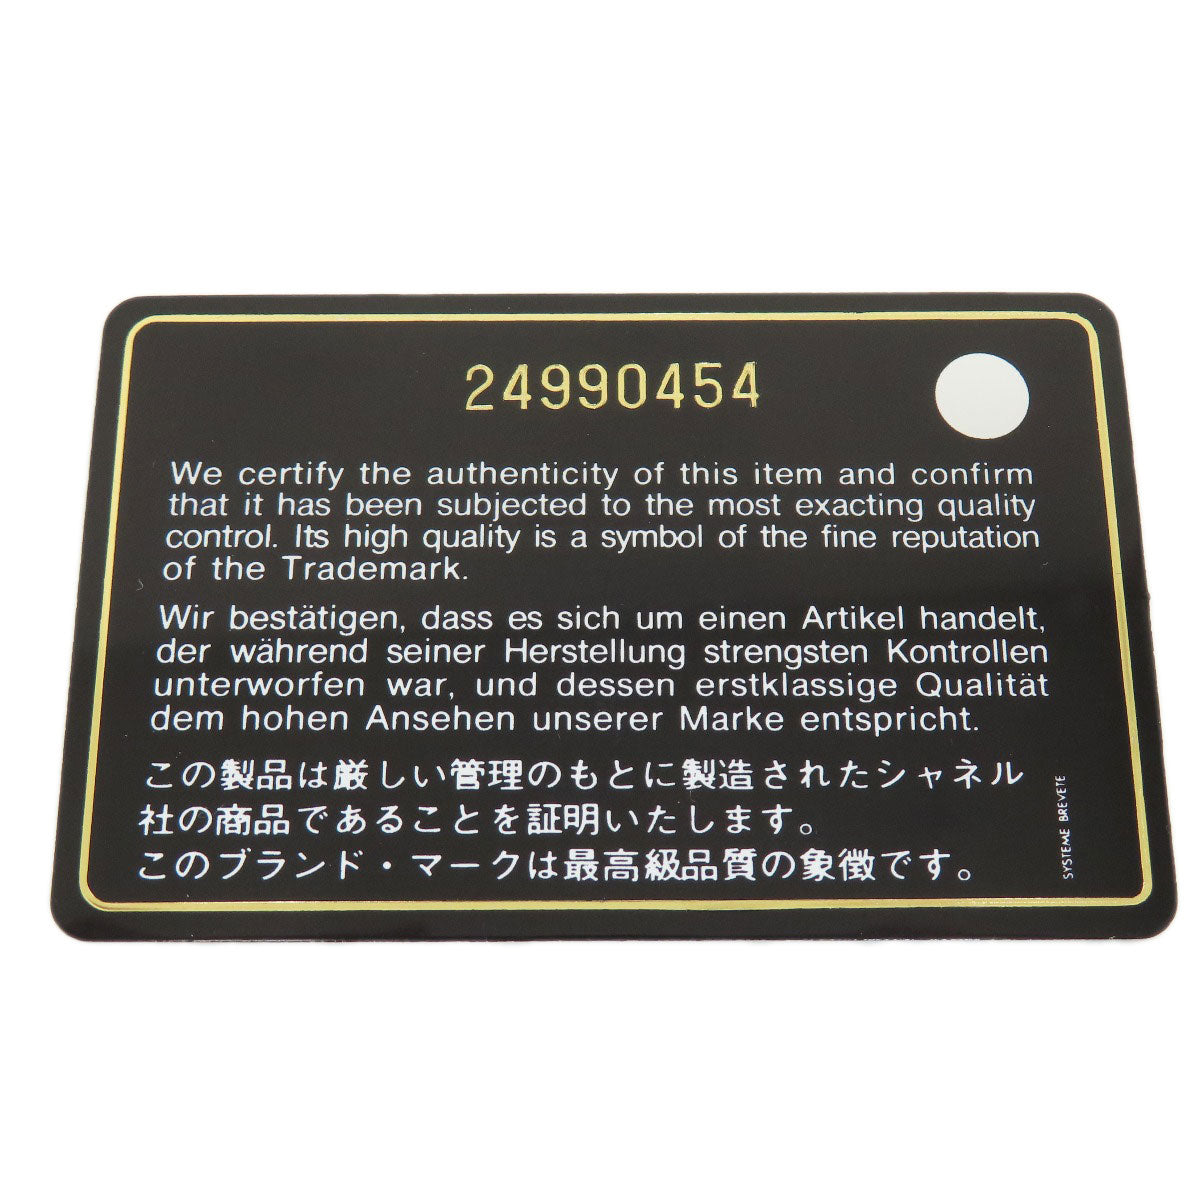 24990454
We certify the authenticity of this item and confirm
that it has been subjected to the most exacting quality
control. Its high quality is a symbol of the fine reputation
of the Trademark.
Wir bestätigen, dass es sich um einen Artikel handelt,
der während seiner Herstellung strengsten Kontrollen
unterworfen war, und dessen erstklassige Qualität
dem hohen Ansehen unserer Marke entspricht.
この製品は厳しい管理のもとに製造されたシャネル
社の商品であることを証明いたします。
このブランド・マークは最高級品質の象徴です。
SYSTEME BREVETE